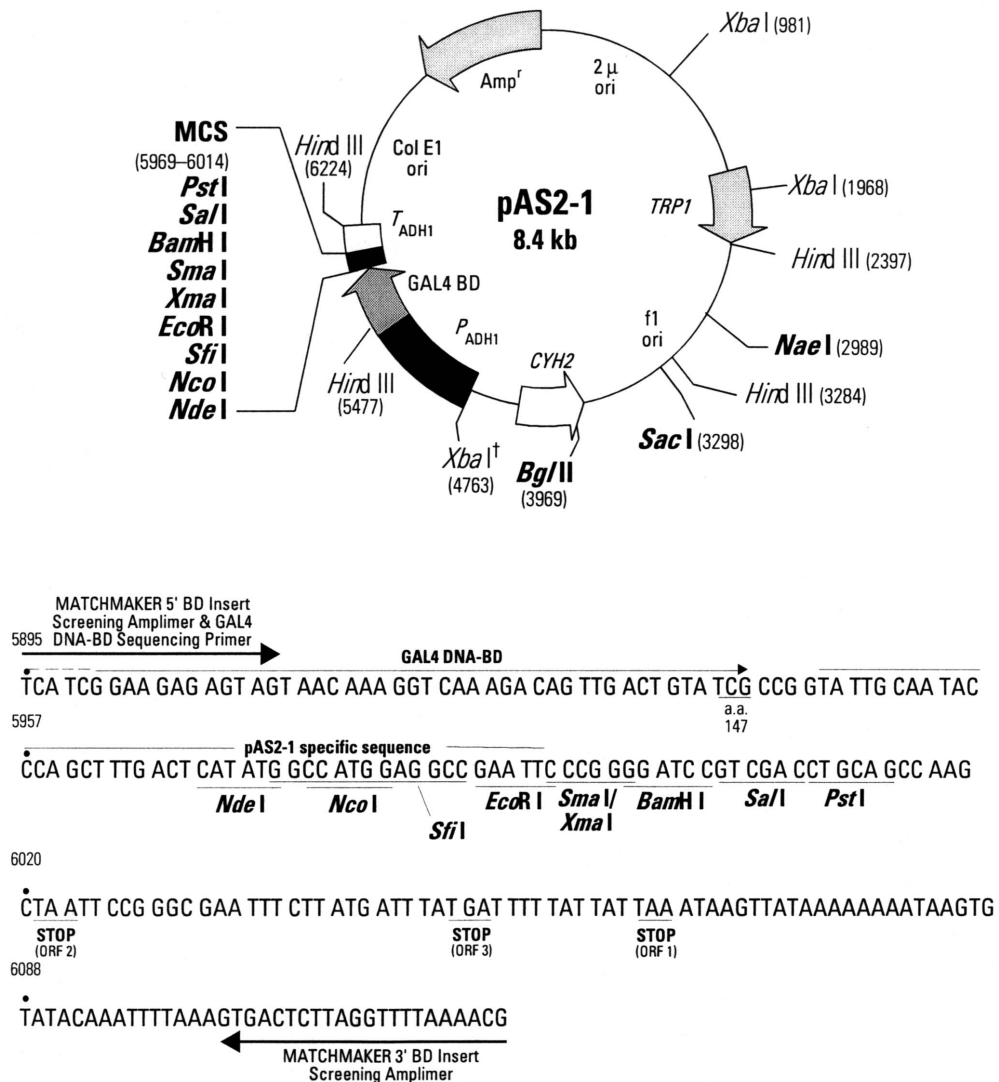 Xba I (981)
2 μ
ori
Amp^r
MCS
(5969–6014)
Pst I
Sal I
BamH I
Sma I
Xma I
EcoR I
Sfi I
Nco I
Nde I
Hind III
(6224)
Col E1
ori
T_ADH1
GAL4 BD
P_ADH1
Hind III
(5477)
pAS2-1
8.4 kb
TRP1
Xba I (1968)
Hind III (2397)
f1
ori
Nae I (2989)
Hind III (3284)
Sac I (3298)
CYH2
Bgl II
(3969)
Xba I†
(4763)
MATCHMAKER 5' BD Insert
Screening Amplimer & GAL4
DNA-BD Sequencing Primer
5895
GAL4 DNA-BD
TCA TCG GAA GAG AGT AGT AAC AAA GGT CAA AGA CAG TTG ACT GTA TCG CCG GTA TTG CAA TAC
a.a.
147
5957
pAS2-1 specific sequence
CCA GCT TTG ACT CAT ATG GCC ATG GAG GCC GAA TTC CCG GGG ATC CGT CGA CCT GCA GCC AAG
Nde I
Nco I
Sfi I
EcoR I
Sma I/
Xma I
BamH I
Sal I
Pst I
6020
CTAATT CCG GGC GAA TTT CTT ATG ATT TAT GAT TTT TAT TAT TAA ATAAGTTATAAAAAAAATAAGTG
STOP
(ORF 2)
STOP
(ORF 3)
STOP
(ORF 1)
6088
TATACAAATTTTAAAGTGACTCTTAGGTTTTAAAACG
MATCHMAKER 3' BD Insert
Screening Amplimer